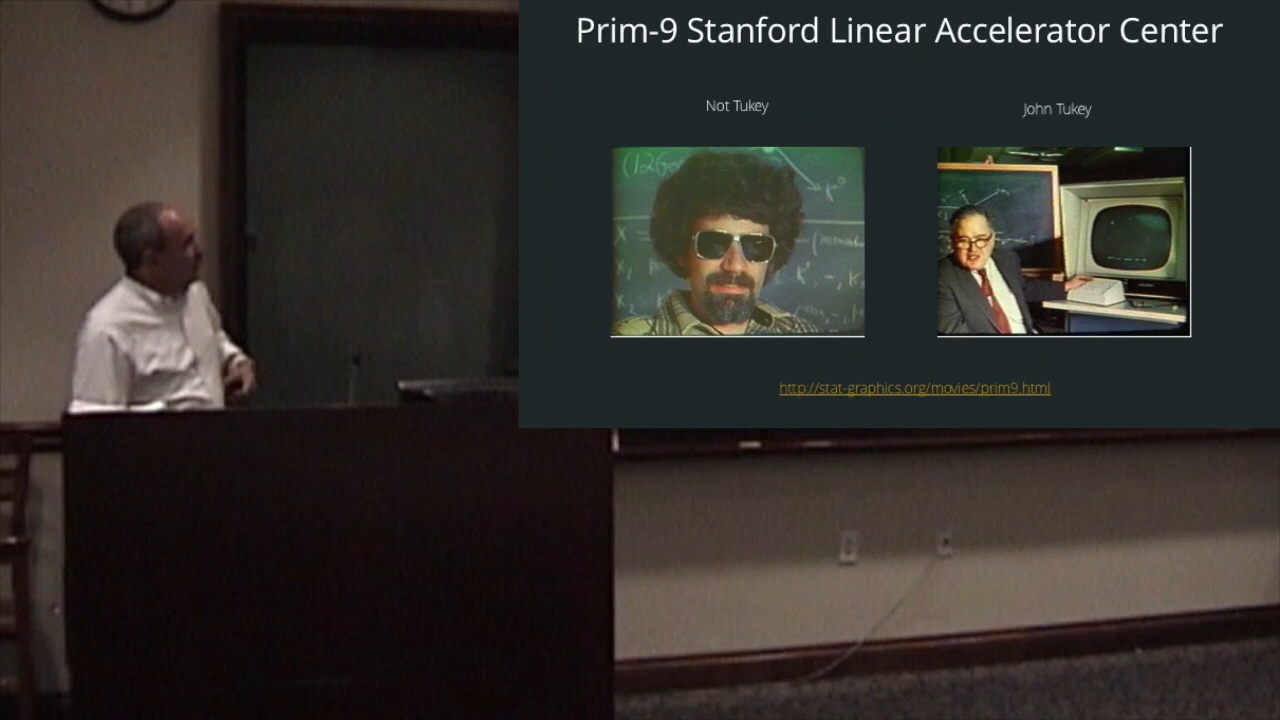 Prim-9 Stanford Linear Accelerator Center
Not Tukey
John Tukey
http://stat-graphics.org/movies/prim9.html